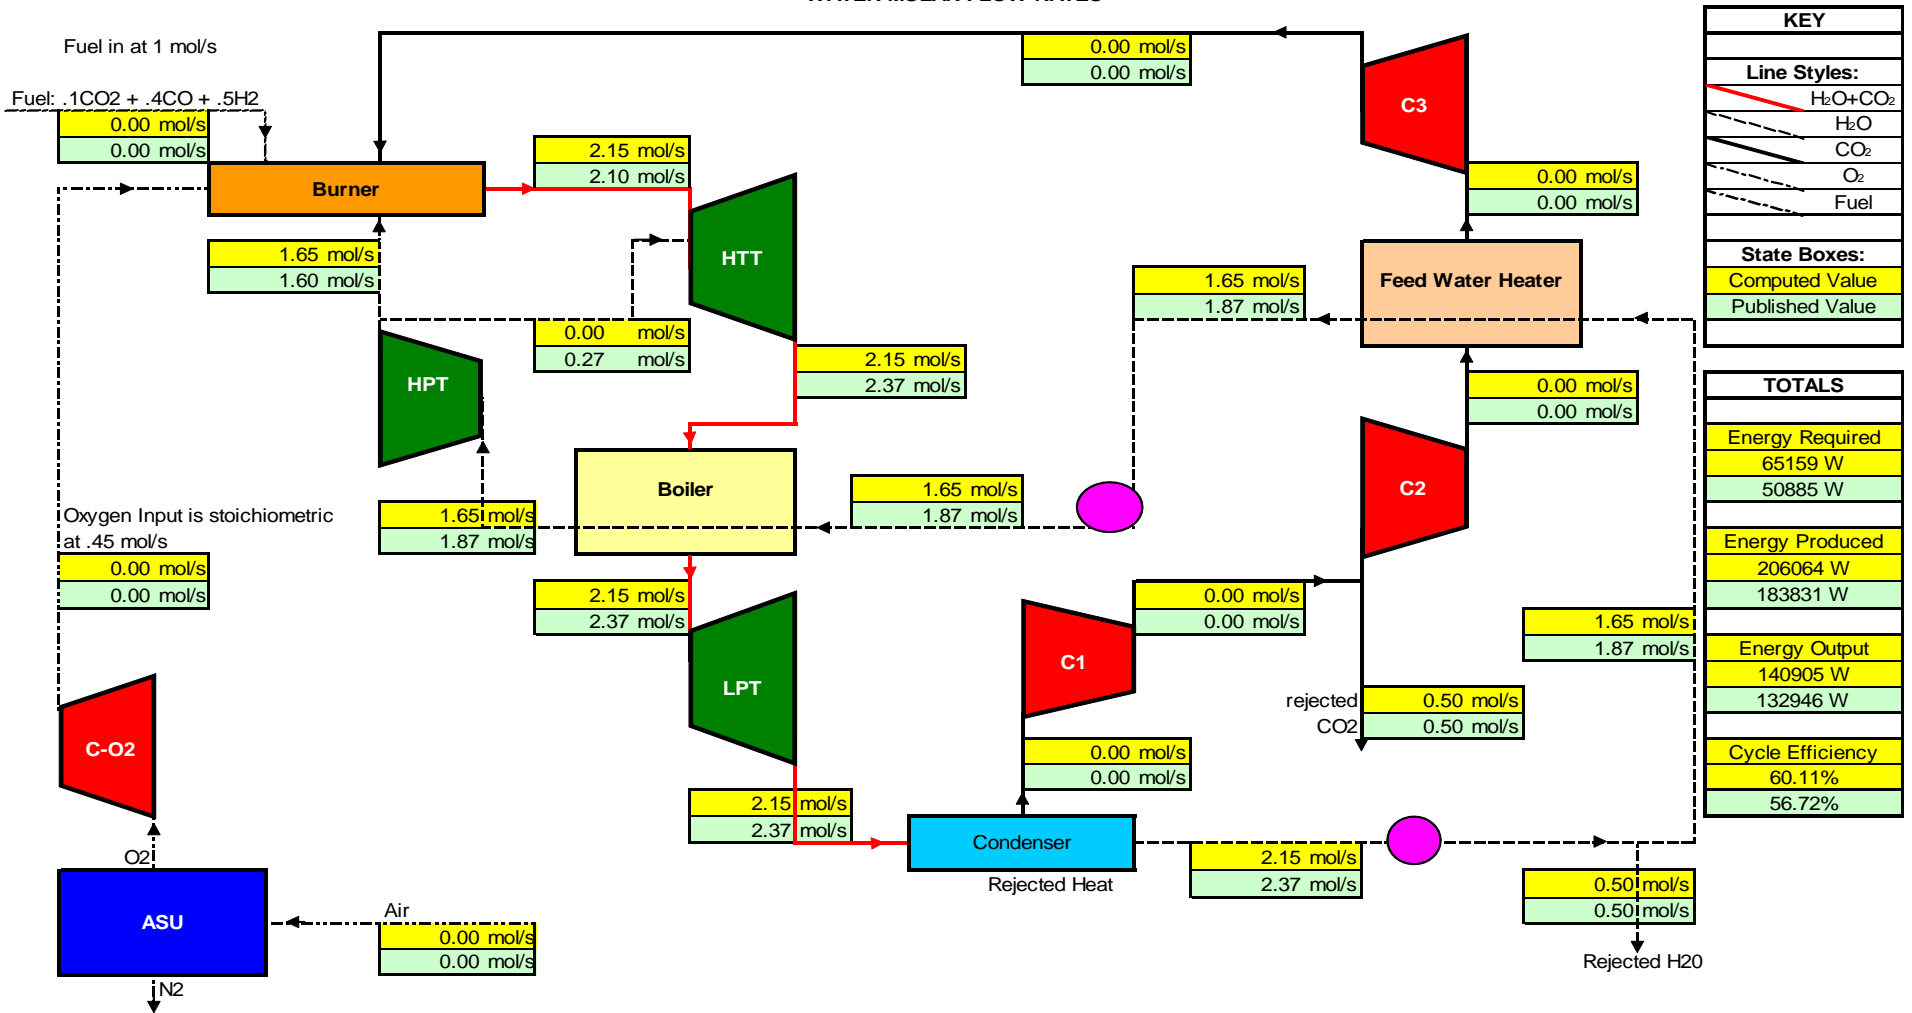 WATER MOLAR FLOW RATES
Fuel in at 1 mol/s
Fuel: .1CO2 + .4CO + .5H2
0.00 mol/s
0.00 mol/s
Burner
2.15 mol/s
2.10 mol/s
1.65 mol/s
1.60 mol/s
HTT
0.00 mol/s
0.27 mol/s
HPT
2.15 mol/s
2.37 mol/s
Boiler
1.65 mol/s
1.87 mol/s
1.65 mol/s
1.87 mol/s
Oxygen Input is stoichiometric
at .45 mol/s
0.00 mol/s
0.00 mol/s
2.15 mol/s
2.37 mol/s
LPT
C-O2
2.15 mol/s
2.37 mol/s
O2
ASU
Air
0.00 mol/s
0.00 mol/s
N2
Condenser
Rejected Heat
0.00 mol/s
0.00 mol/s
C1
0.00 mol/s
0.00 mol/s
rejected
CO2
0.50 mol/s
0.50 mol/s
C2
0.00 mol/s
0.00 mol/s
Feed Water Heater
1.65 mol/s
1.87 mol/s
0.00 mol/s
0.00 mol/s
C3
0.00 mol/s
0.00 mol/s
1.65 mol/s
1.87 mol/s
2.15 mol/s
2.37 mol/s
0.50 mol/s
0.50 mol/s
Rejected H20
KEY
Line Styles:
H2O+CO2
H2O
CO2
O2
Fuel
State Boxes:
Computed Value
Published Value
TOTALS
Energy Required
65159 W
50885 W
Energy Produced
206064 W
183831 W
Energy Output
140905 W
132946 W
Cycle Efficiency
60.11%
56.72%